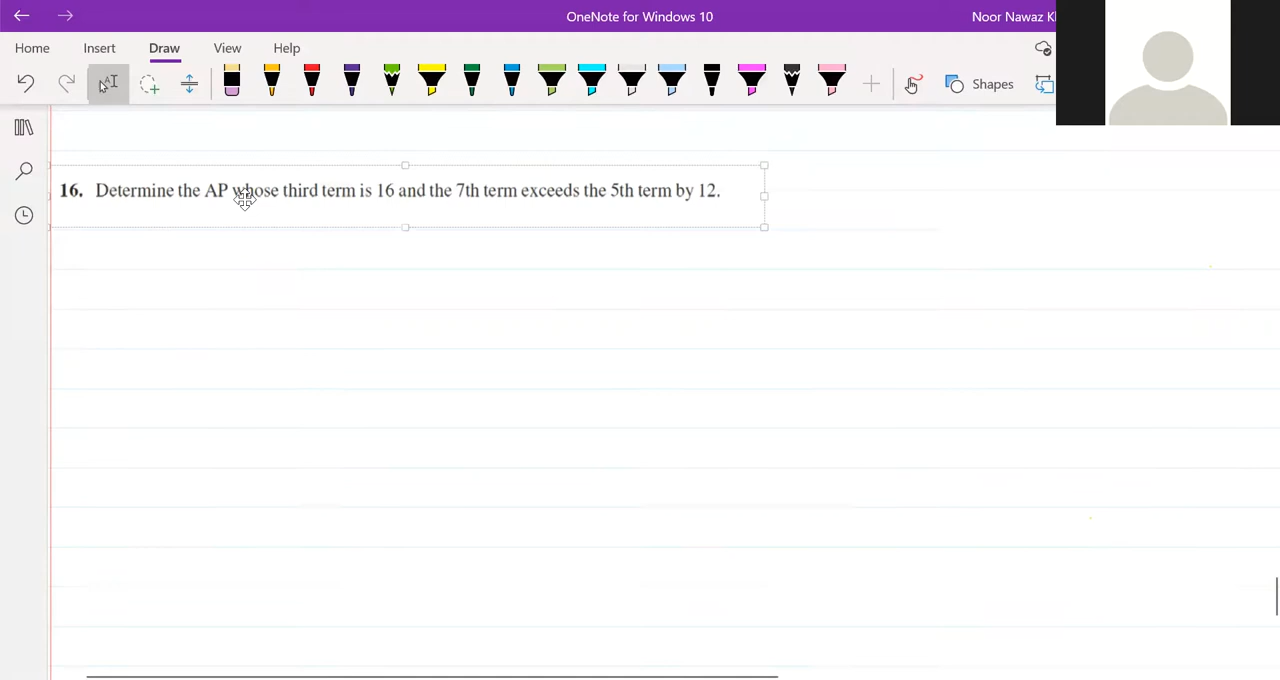 OneNote for Windows 10
Noor Nawaz Kl
Home Insert Draw View Help
Shapes
16. Determine the AP whose third term is 16 and the 7th term exceeds the 5th term by 12.